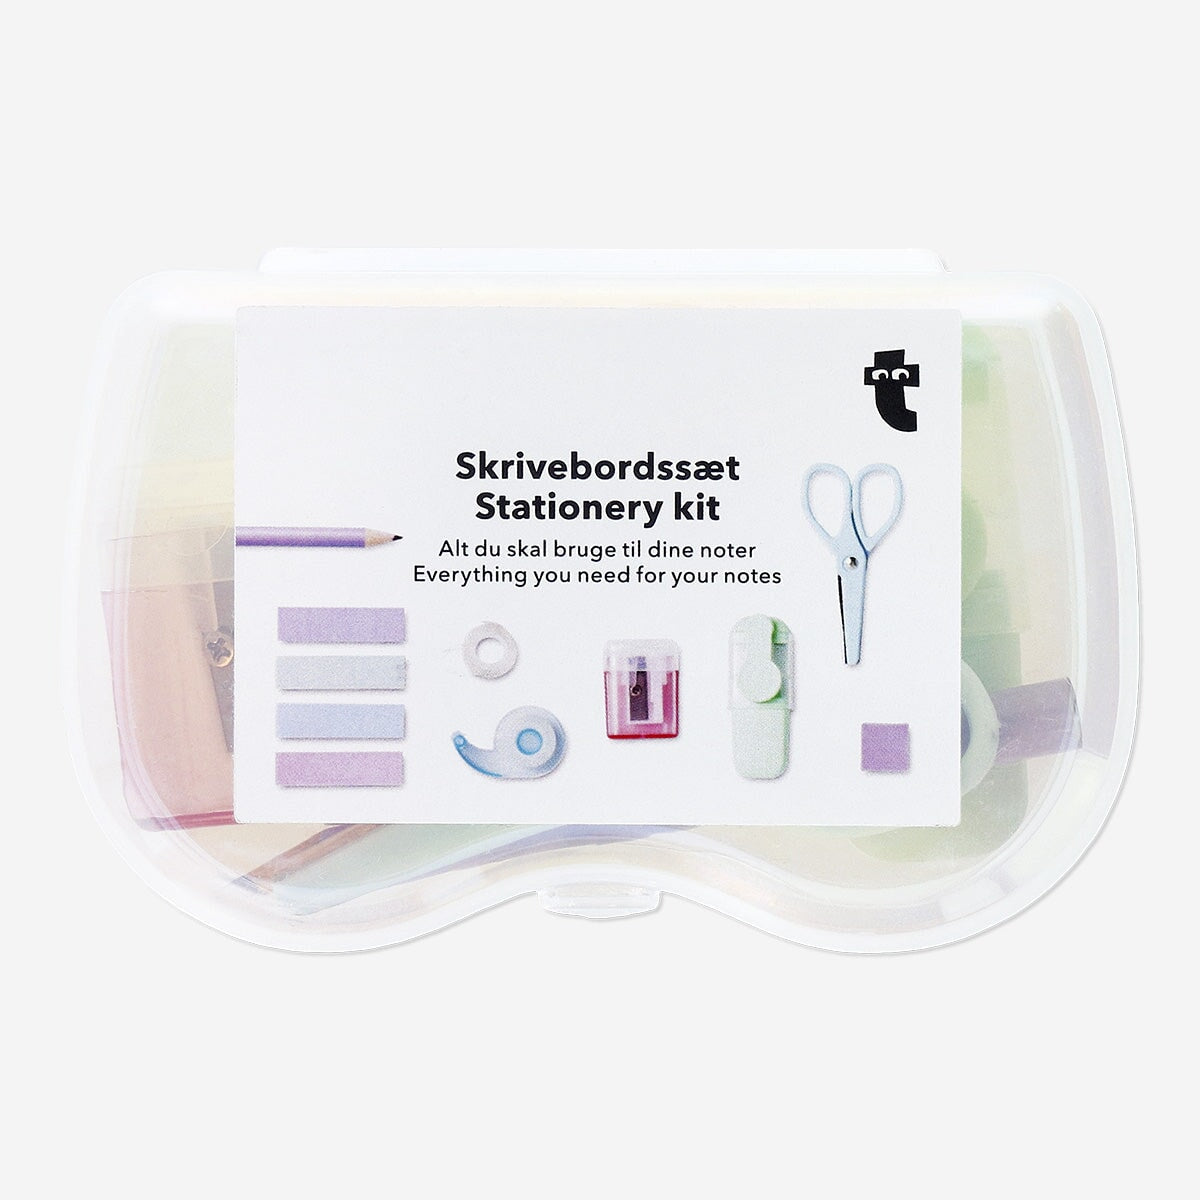 Skrivebordssæt
Stationery kit
Alt du skal bruge til dine noter
Everything you need for your notes